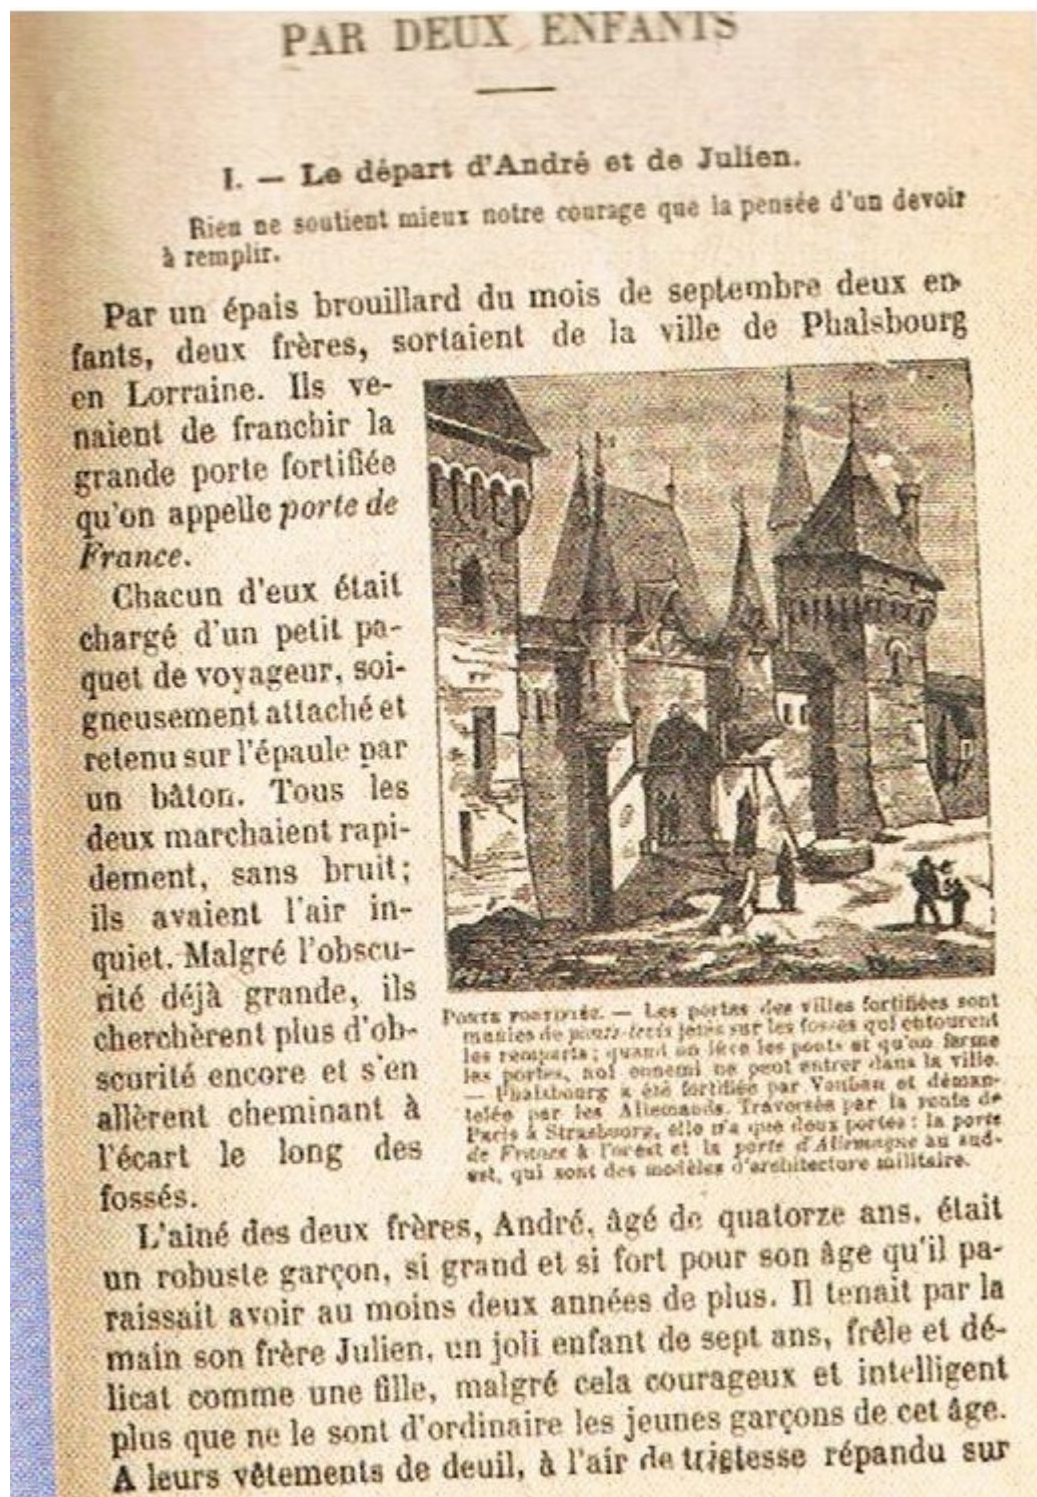 PAR DEUX ENFANTS
I. — Le départ d'André et de Julien.
Rien ne soutient mieux notre courage que la pensée d'un devoir
à remplir.
Par un épais brouillard du mois de septembre deux en-
fants, deux frères, sortaient de la ville de Phalsbourg
en Lorraine. Ils ve-
naient de franchir la
grande porte fortifiée
qu'on appelle porte de
France.
Chacun d'eux était
chargé d'un petit pa-
quet de voyageur, soi-
gneusement attaché et
retenu sur l'épaule par
un bâton. Tous les
deux marchaient rapi-
dement, sans bruit;
ils avaient l'air in-
quiet. Malgré l'obscu-
rité déjà grande, ils
cherchèrent plus d'ob-
scurité encore et s'en
allèrent cheminant à
l'écart le long des
fossés.
PORTE FORTIFIÉE. — Les portes des villes fortifiées sont
munies de ponts-levis jetés sur les fossés qui entourent
les remparts; quand on lève les ponts et qu'on ferme
les portes, nul ennemi ne peut entrer dans la ville.
— Phalsbourg a été fortifiée par Vauban et déman-
telée par les Allemands. Traversée par la route de
Paris à Strasbourg, elle n'a que deux portes : la porte
de France à l'ouest et la porte d'Allemagne au sud-
est, qui sont des modèles d'architecture militaire.
L'aîné des deux frères, André, âgé de quatorze ans, était
un robuste garçon, si grand et si fort pour son âge qu'il pa-
raissait avoir au moins deux années de plus. Il tenait par la
main son frère Julien, un joli enfant de sept ans, frêle et dé-
licat comme une fille, malgré cela courageux et intelligent
plus que ne le sont d'ordinaire les jeunes garçons de cet âge.
A leurs vêtements de deuil, à l'air de tristesse répandu sur